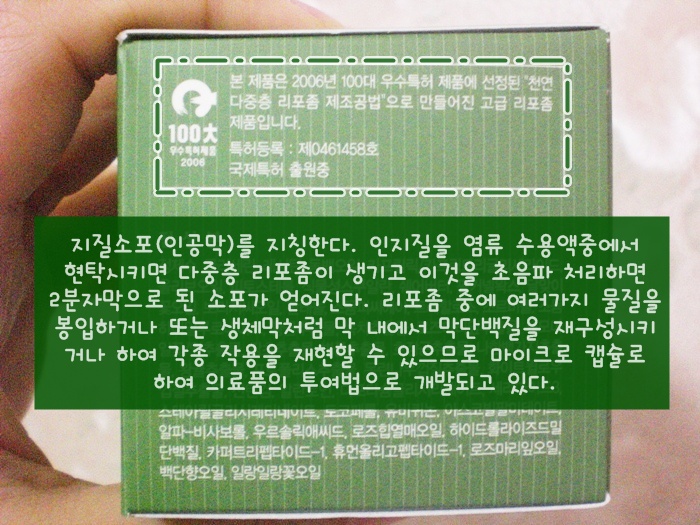 본 제품은 2006년 100대 우수특허 제품에 선정된 "천연
다중층 리포좀 제조공법"으로 만들어진 고급 리포좀
제품입니다.
100大
우수특허제품
2006
특허등록 : 제0461458호
국제특허 출원중
지질소포(인공막)를 지칭한다. 인지질을 염류 수용액중에서
현탁시키면 다중층 리포좀이 생기고 이것을 초음파 처리하면
2분자막으로 된 소포가 얻어진다. 리포좀 중에 여러가지 물질을
봉입하거나 또는 생체막처럼 막 내에서 막단백질을 재구성시키
거나 하여 각종 작용을 재현할 수 있으므로 마이크로 캡슐로
하여 의료품의 투여법으로 개발되고 있다.
알파-비사보롤, 우르솔릭애씨드, 로즈힙열매오일, 하이드롤라이즈드밀
단백질, 카퍼트리펩타이드-1, 휴먼올리고펩타이드-1, 로즈마리잎오일,
백단향오일, 일랑일랑꽃오일